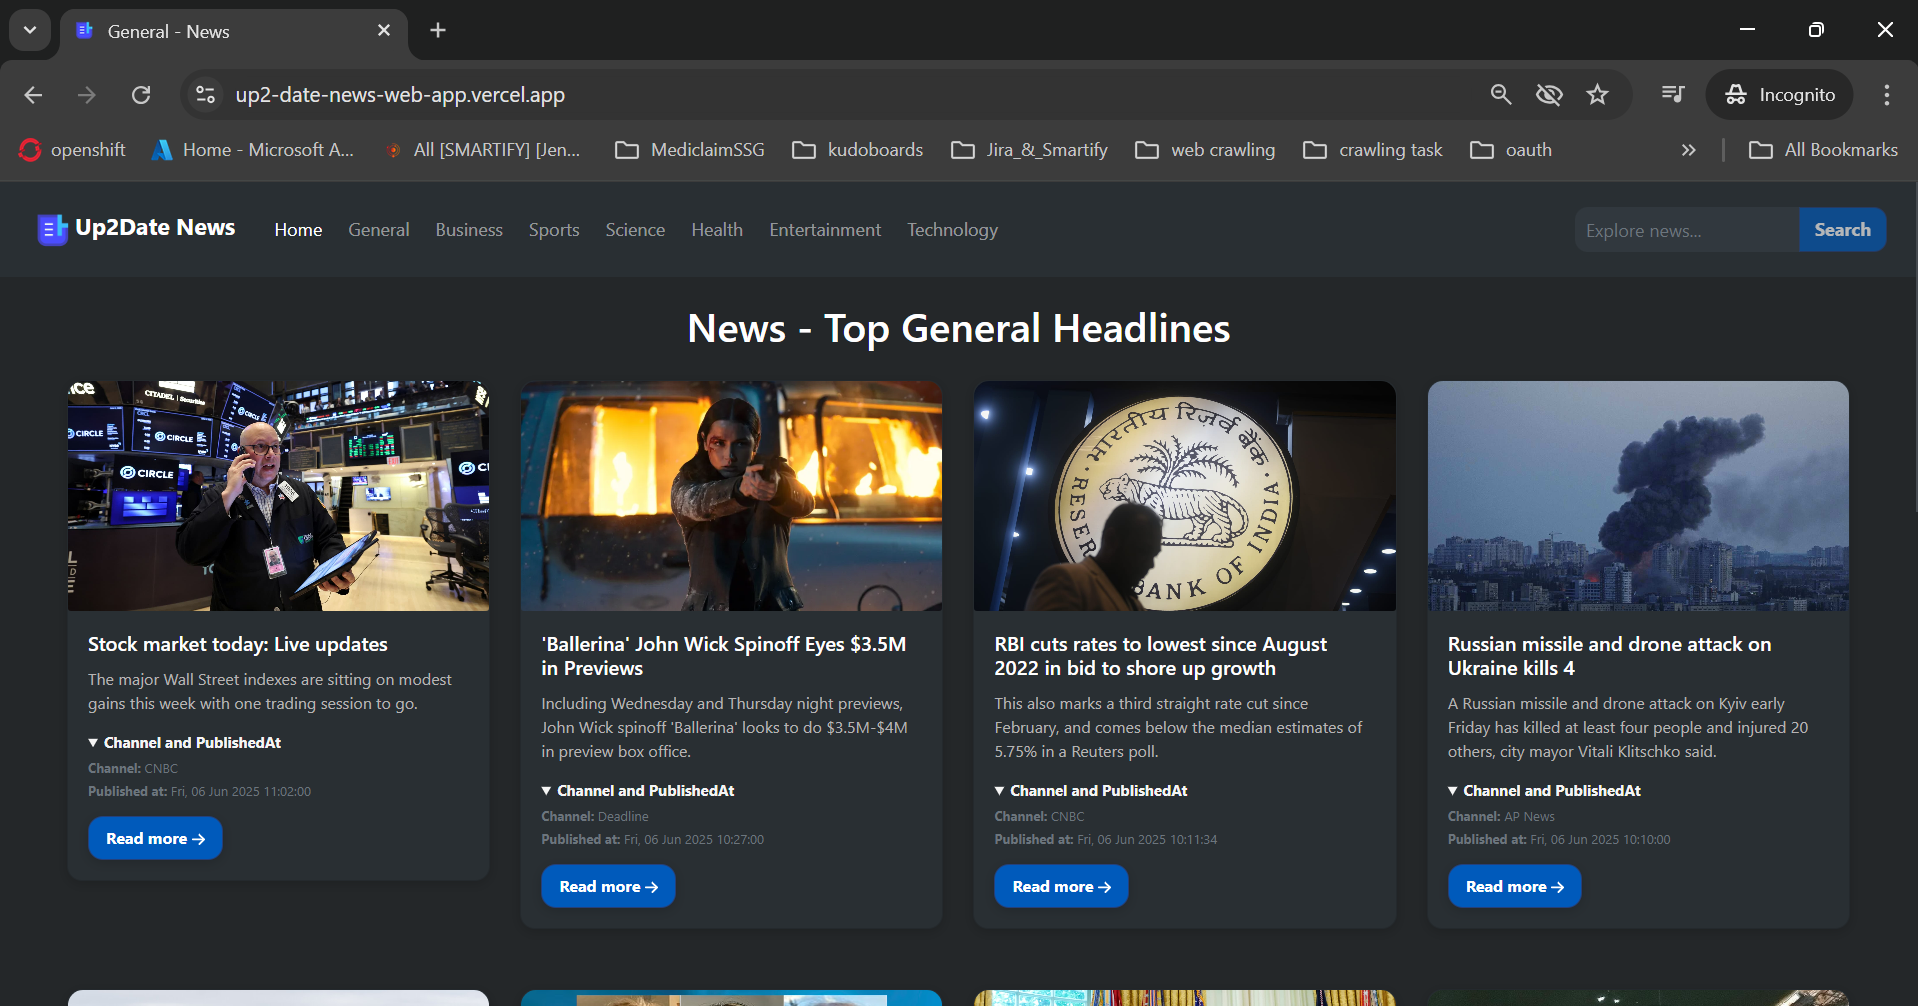 General - News
up2-date-news-web-app.vercel.app
Incognito
openshift
Home - Microsoft A...
All [SMARTIFY] [Jen...
MediclaimSSG
kudoboards
Jira_&_Smartify
web crawling
crawling task
oauth
All Bookmarks
Up2Date News
Home
General
Business
Sports
Science
Health
Entertainment
Technology
Explore news...
Search
News - Top General Headlines
CITADEL | Securities
CIRCLE
CIRCLE
CIRCLE
CIRCLE
Stock market today: Live updates
The major Wall Street indexes are sitting on modest
gains this week with one trading session to go.
▼ Channel and PublishedAt
Channel: CNBC
Published at: Fri, 06 Jun 2025 11:02:00
Read more →
'Ballerina' John Wick Spinoff Eyes $3.5M
in Previews
Including Wednesday and Thursday night previews,
John Wick spinoff 'Ballerina' looks to do $3.5M-$4M
in preview box office.
▼ Channel and PublishedAt
Channel: Deadline
Published at: Fri, 06 Jun 2025 10:27:00
Read more →
भारतीय रिज़र्व बैंक
RESER
BANK OF INDIA
RBI cuts rates to lowest since August
2022 in bid to shore up growth
This also marks a third straight rate cut since
February, and comes below the median estimates of
5.75% in a Reuters poll.
▼ Channel and PublishedAt
Channel: CNBC
Published at: Fri, 06 Jun 2025 10:11:34
Read more →
Russian missile and drone attack on
Ukraine kills 4
A Russian missile and drone attack on Kyiv early
Friday has killed at least four people and injured 20
others, city mayor Vitali Klitschko said.
▼ Channel and PublishedAt
Channel: AP News
Published at: Fri, 06 Jun 2025 10:10:00
Read more →